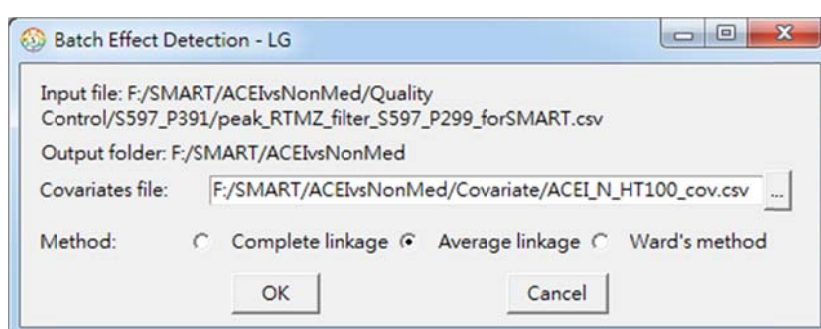 Batch Effect Detection - LG
Input file: F:/SMART/ACEIvsNonMed/Quality
Control/S597_P391/peak_RTMZ_filter_S597_P299_forSMART.csv
Output folder: F:/SMART/ACEIvsNonMed
Covariates file: F:/SMART/ACEIvsNonMed/Covariate/ACEI_N_HT100_cov.csv ...
Method: Complete linkage Average linkage Ward's method
OK Cancel